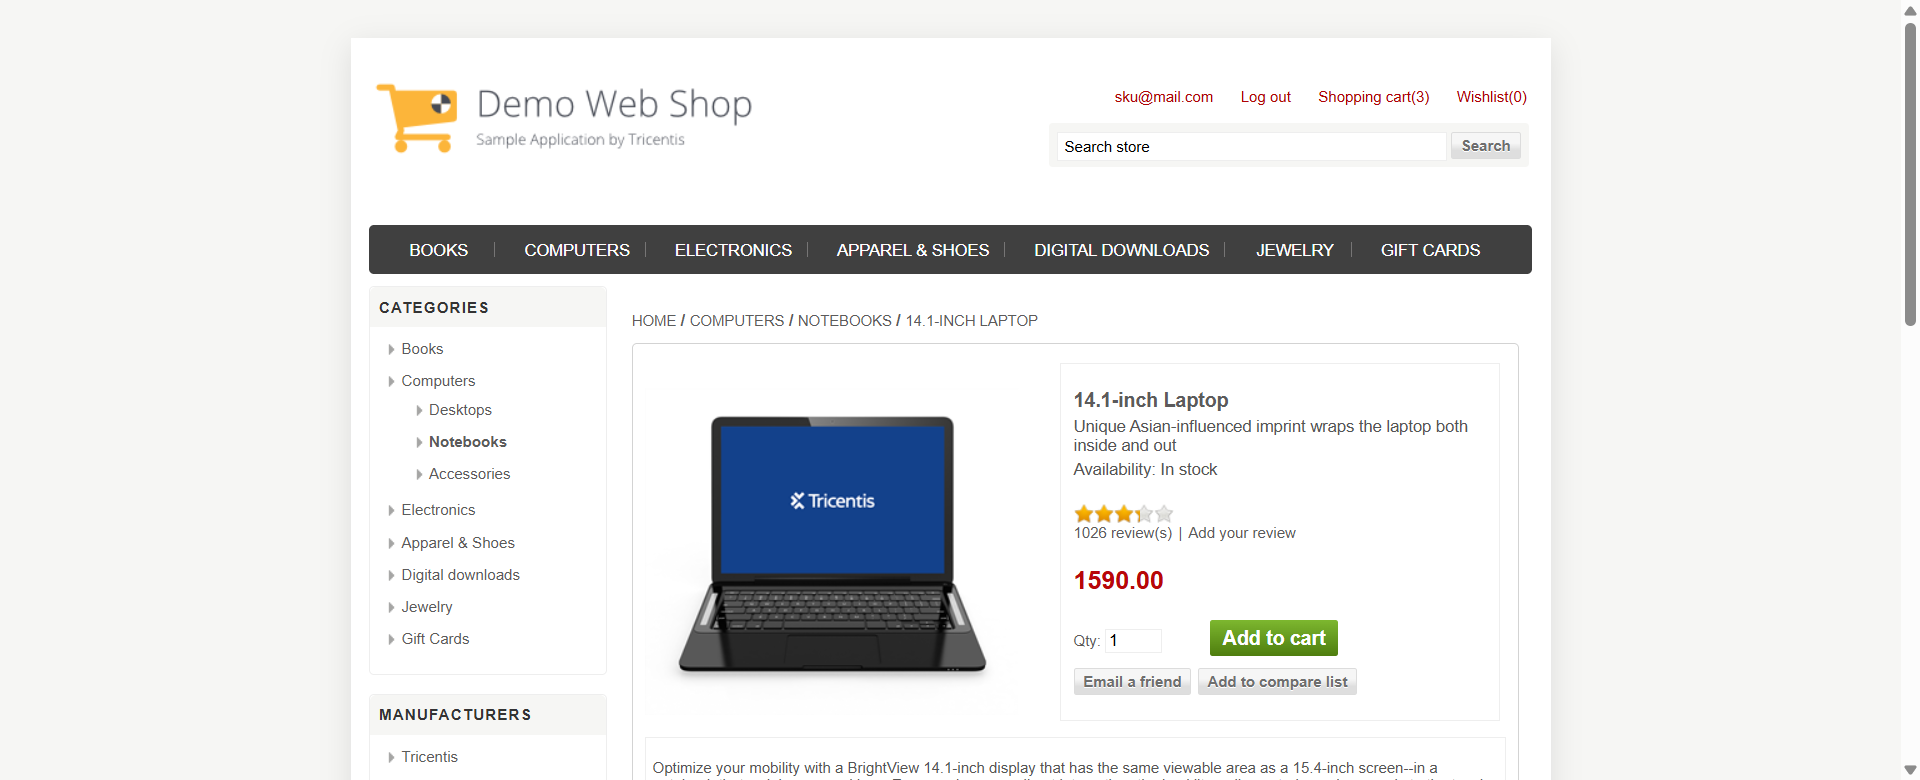 Demo Web Shop
Sample Application by Tricentis
sku@mail.com Log out Shopping cart(3) Wishlist(0)
Search store Search
BOOKS COMPUTERS ELECTRONICS APPAREL & SHOES DIGITAL DOWNLOADS JEWELRY GIFT CARDS
CATEGORIES
Books
Computers
Desktops
Notebooks
Accessories
Electronics
Apparel & Shoes
Digital downloads
Jewelry
Gift Cards
MANUFACTURERS
Tricentis
HOME / COMPUTERS / NOTEBOOKS / 14.1-INCH LAPTOP
Tricentis
14.1-inch Laptop
Unique Asian-influenced imprint wraps the laptop both
inside and out
Availability: In stock
1026 review(s) | Add your review
1590.00
Qty: 1 Add to cart
Email a friend Add to compare list
Optimize your mobility with a BrightView 14.1-inch display that has the same viewable area as a 15.4-inch screen--in a